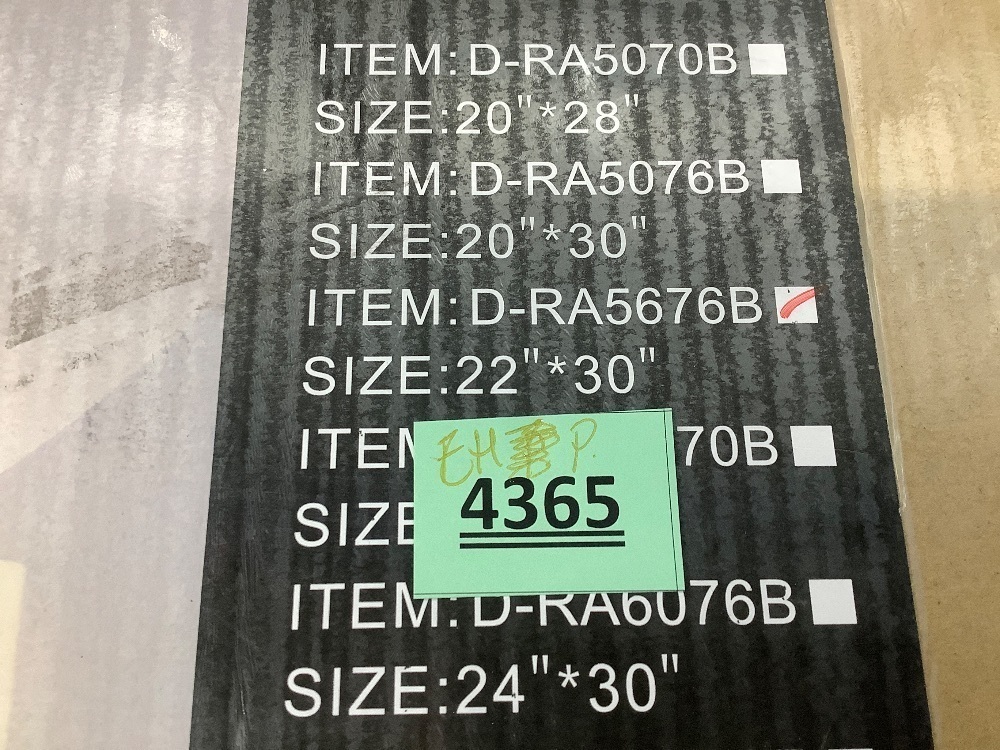 ITEM: D-RA5070B
SIZE:20"*28"
ITEM: D-RA5076B
SIZE:20"*30"
ITEM: D-RA5676B
SIZE:22"*30"
ITEM 70B
EH P.
4365
SIZE
ITEM: D-RA6076B
SIZE:24"*30"